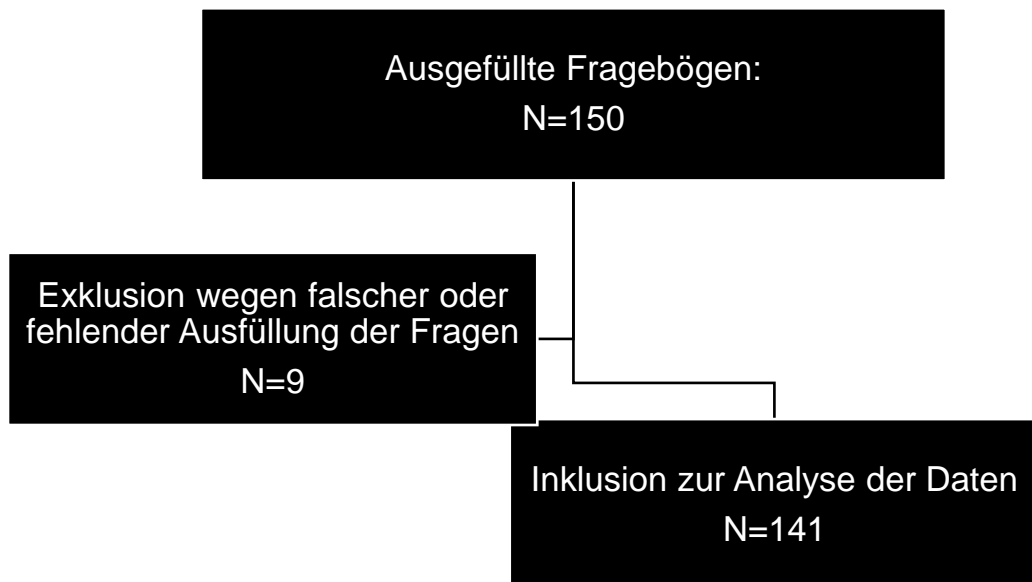 Ausgefüllte Fragebögen:
N=150
Exklusion wegen falscher oder
fehlender Ausfüllung der Fragen
N=9
Inklusion zur Analyse der Daten
N=141